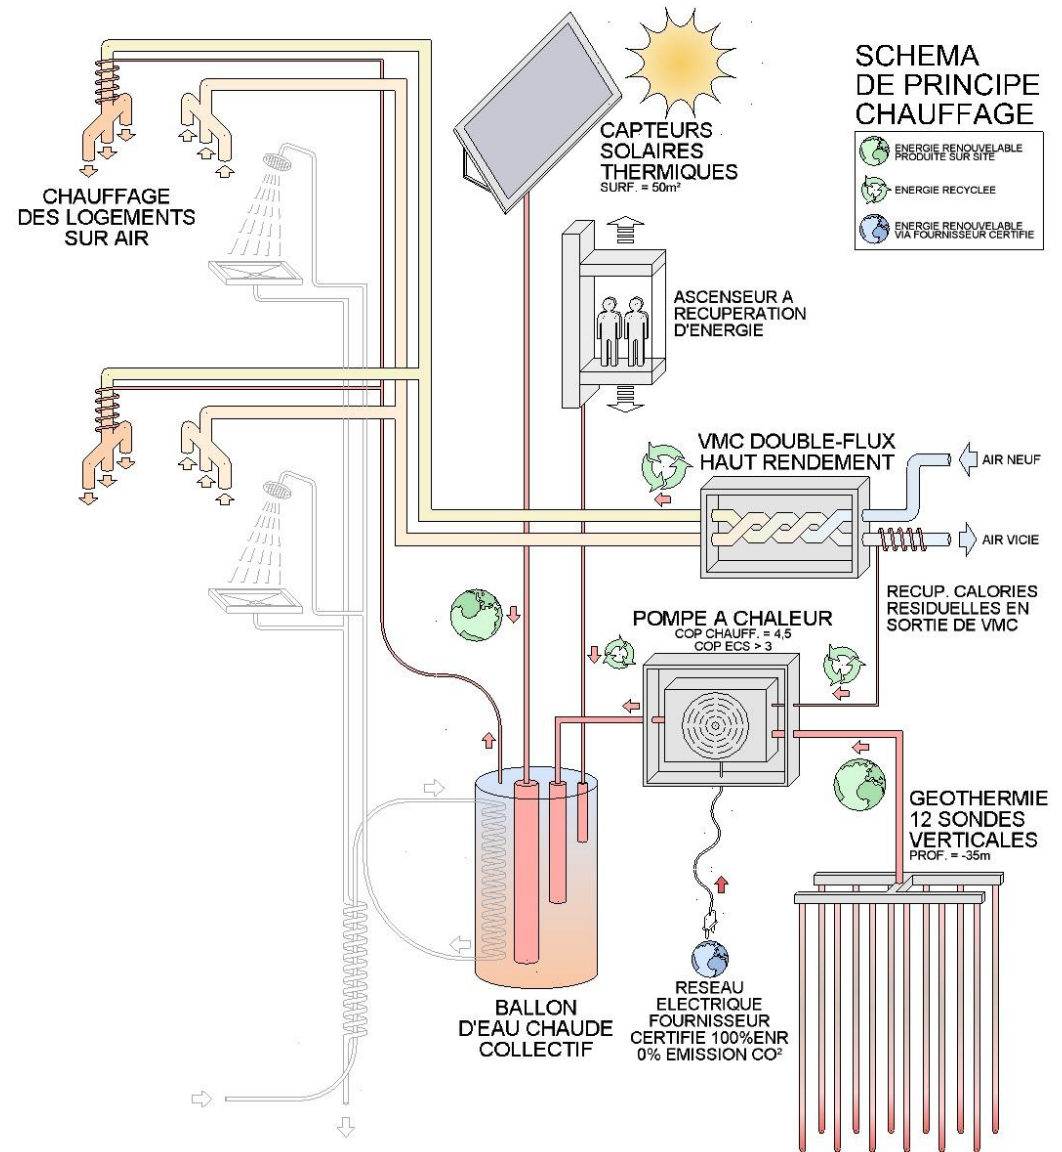 SCHEMA
DE PRINCIPE
CHAUFFAGE
ENERGIE RENOUVELABLE
PRODUITE SUR SITE
ENERGIE RECYCLEE
ENERGIE RENOUVELABLE
VIA FOURNISSEUR CERTIFIE
CAPTEURS
SOLAIRES
THERMIQUES
SURF. = 50m²
CHAUFFAGE
DES LOGEMENTS
SUR AIR
ASCENSEUR A
RECUPERATION
D'ENERGIE
VMC DOUBLE-FLUX
HAUT RENDEMENT
AIR NEUF
AIR VICIE
RECUP. CALORIES
RESIDUELLES EN
SORTIE DE VMC
POMPE A CHALEUR
COP CHAUFF. = 4,5
COP ECS > 3
GEOTHERMIE
12 SONDES
VERTICALES
PROF. = -35m
BALLON
D'EAU CHAUDE
COLLECTIF
RESEAU
ELECTRIQUE
FOURNISSEUR
CERTIFIE 100%ENR
0% EMISSION CO²